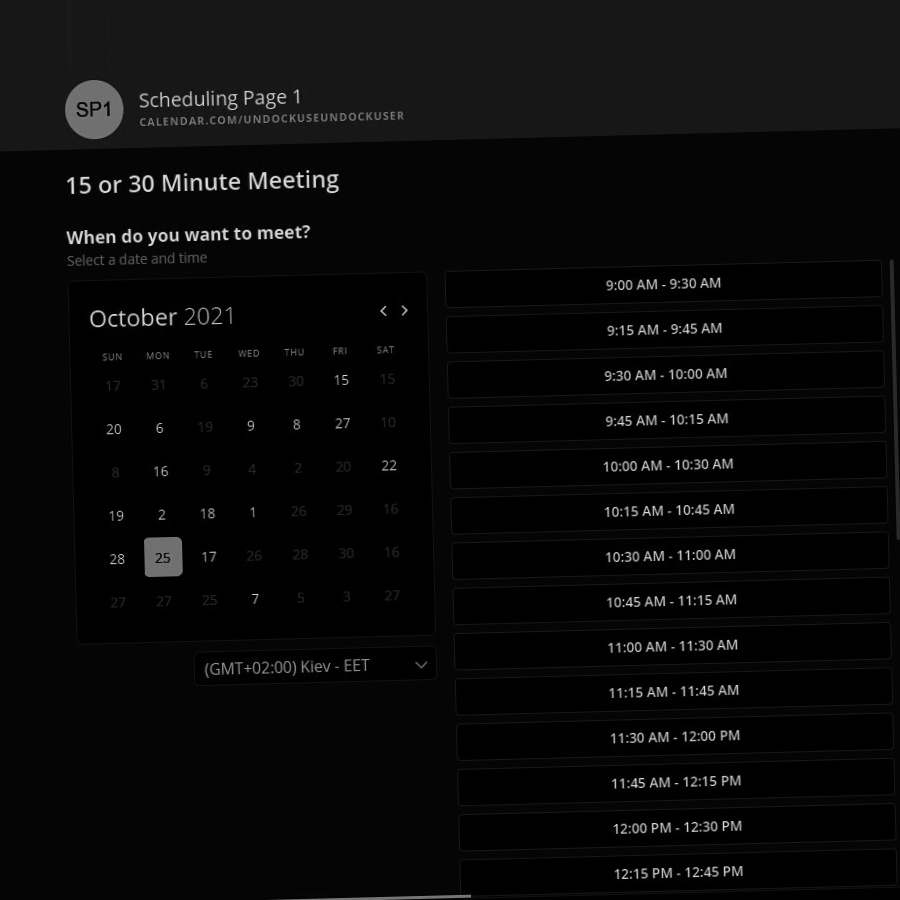 SP1
Scheduling Page 1
CALENDAR.COM/UNDOCKUSEUNDOCKUSER
15 or 30 Minute Meeting
When do you want to meet?
Select a date and time
October 2021
SUN MON TUE WED THU FRI SAT
17 31 6 23 30 15 15
20 6 19 9 8 27 10
8 16 9 4 2 20 22
19 2 18 1 26 29 16
28 25 17 26 28 30 16
27 27 25 7 5 3 27
(GMT+02:00) Kiev - EET
9:00 AM - 9:30 AM
9:15 AM - 9:45 AM
9:30 AM - 10:00 AM
9:45 AM - 10:15 AM
10:00 AM - 10:30 AM
10:15 AM - 10:45 AM
10:30 AM - 11:00 AM
10:45 AM - 11:15 AM
11:00 AM - 11:30 AM
11:15 AM - 11:45 AM
11:30 AM - 12:00 PM
11:45 AM - 12:15 PM
12:00 PM - 12:30 PM
12:15 PM - 12:45 PM